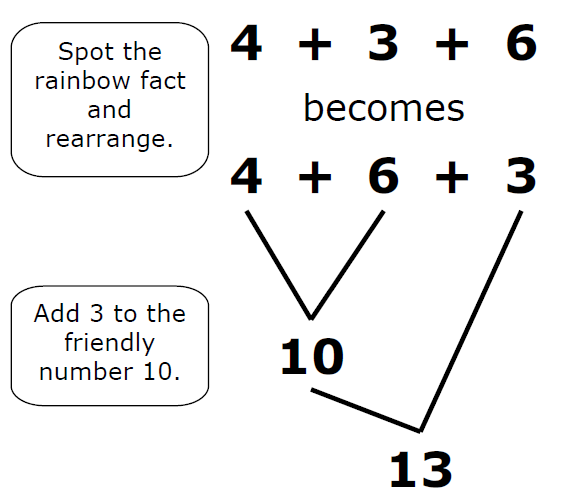 Spot the
rainbow fact
and
rearrange.
4 + 3 + 6
becomes
4 + 6 + 3
Add 3 to the
friendly
number 10.
10
13